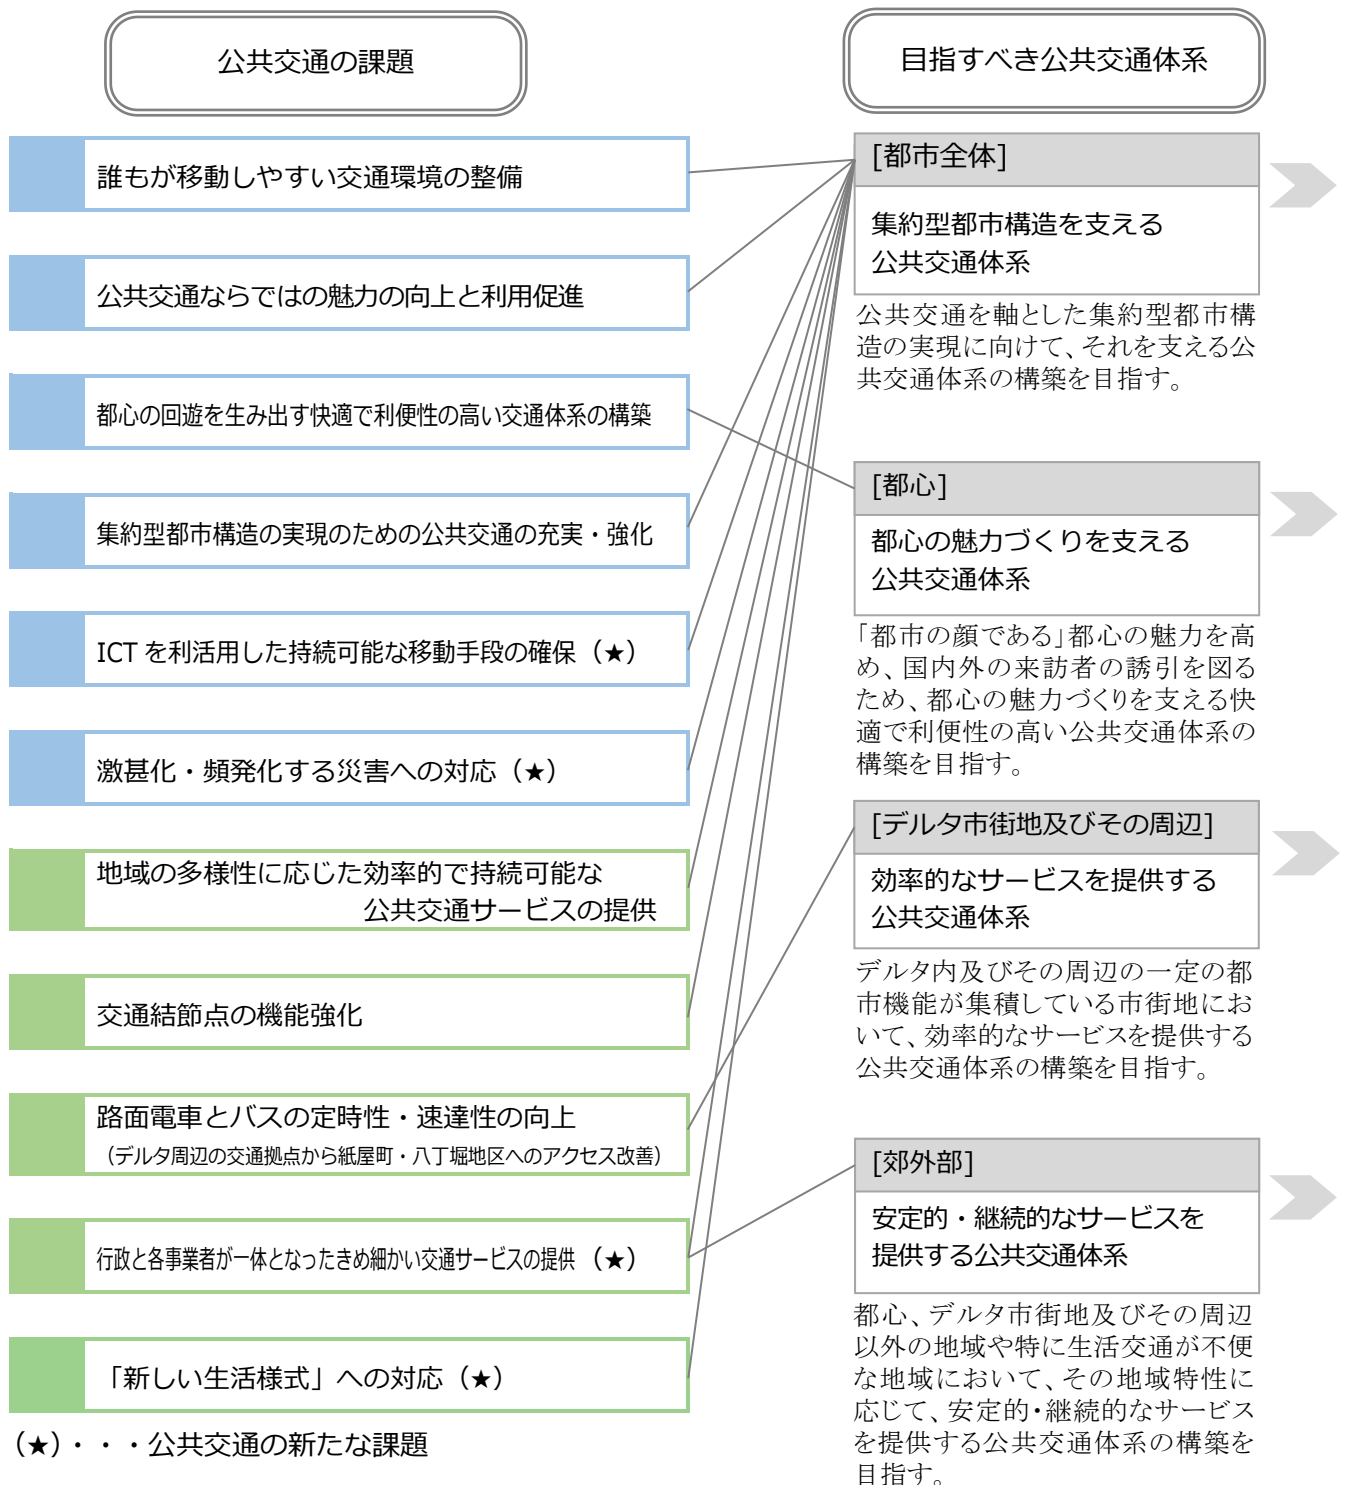 公共交通の課題
誰もが移動しやすい交通環境の整備
公共交通ならではの魅力の向上と利用促進
都心の回遊を生み出す快適で利便性の高い交通体系の構築
集約型都市構造の実現のための公共交通の充実・強化
ICT を利活用した持続可能な移動手段の確保（★）
激甚化・頻発化する災害への対応（★）
地域の多様性に応じた効率的で持続可能な
公共交通サービスの提供
交通結節点の機能強化
路面電車とバスの定時性・速達性の向上
（デルタ周辺の交通拠点から紙屋町・八丁堀地区へのアクセス改善）
行政と各事業者が一体となったきめ細かい交通サービスの提供（★）
「新しい生活様式」への対応（★）
（★）・・・公共交通の新たな課題
目指すべき公共交通体系
[都市全体]
集約型都市構造を支える
公共交通体系
公共交通を軸とした集約型都市構
造の実現に向けて、それを支える公
共交通体系の構築を目指す。
[都心]
都心の魅力づくりを支える
公共交通体系
「都市の顔である」都心の魅力を高
め、国内外の来訪者の誘引を図る
ため、都心の魅力づくりを支える快
適で利便性の高い公共交通体系の
構築を目指す。
[デルタ市街地及びその周辺]
効率的なサービスを提供する
公共交通体系
デルタ内及びその周辺の一定の都
市機能が集積している市街地にお
いて、効率的なサービスを提供する
公共交通体系の構築を目指す。
[郊外部]
安定的・継続的なサービスを
提供する公共交通体系
都心、デルタ市街地及びその周辺
以外の地域や特に生活交通が不便
な地域において、その地域特性に
応じて、安定的・継続的なサービス
を提供する公共交通体系の構築を
目指す。